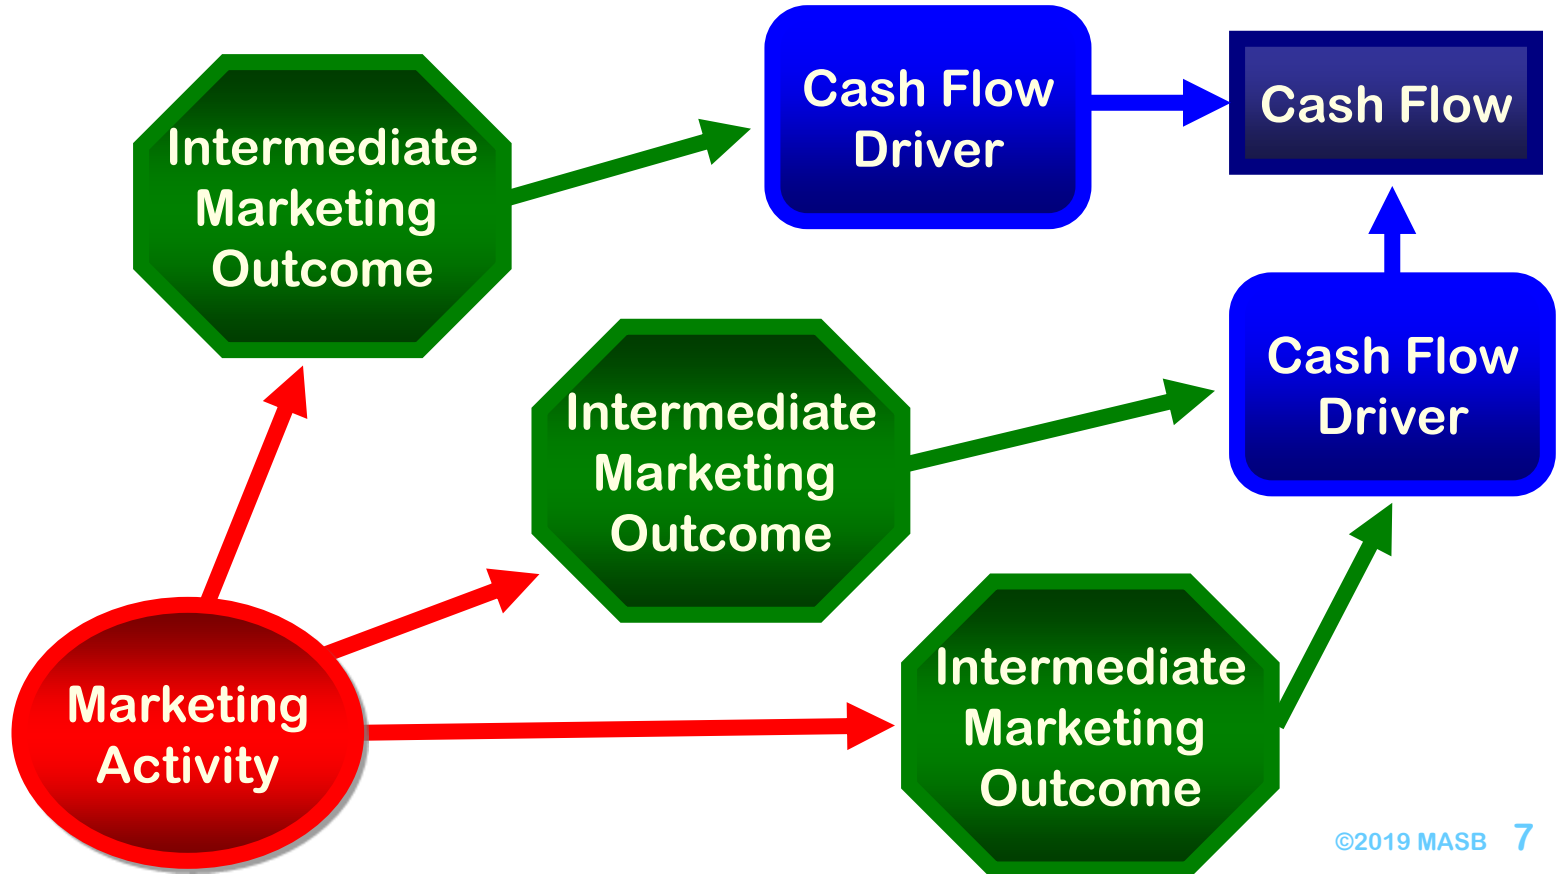 Cash Flow
Driver
Cash Flow
Intermediate
Marketing
Outcome
Cash Flow
Driver
Intermediate
Marketing
Outcome
Intermediate
Marketing
Outcome
Marketing
Activity
©2019 MASB 7